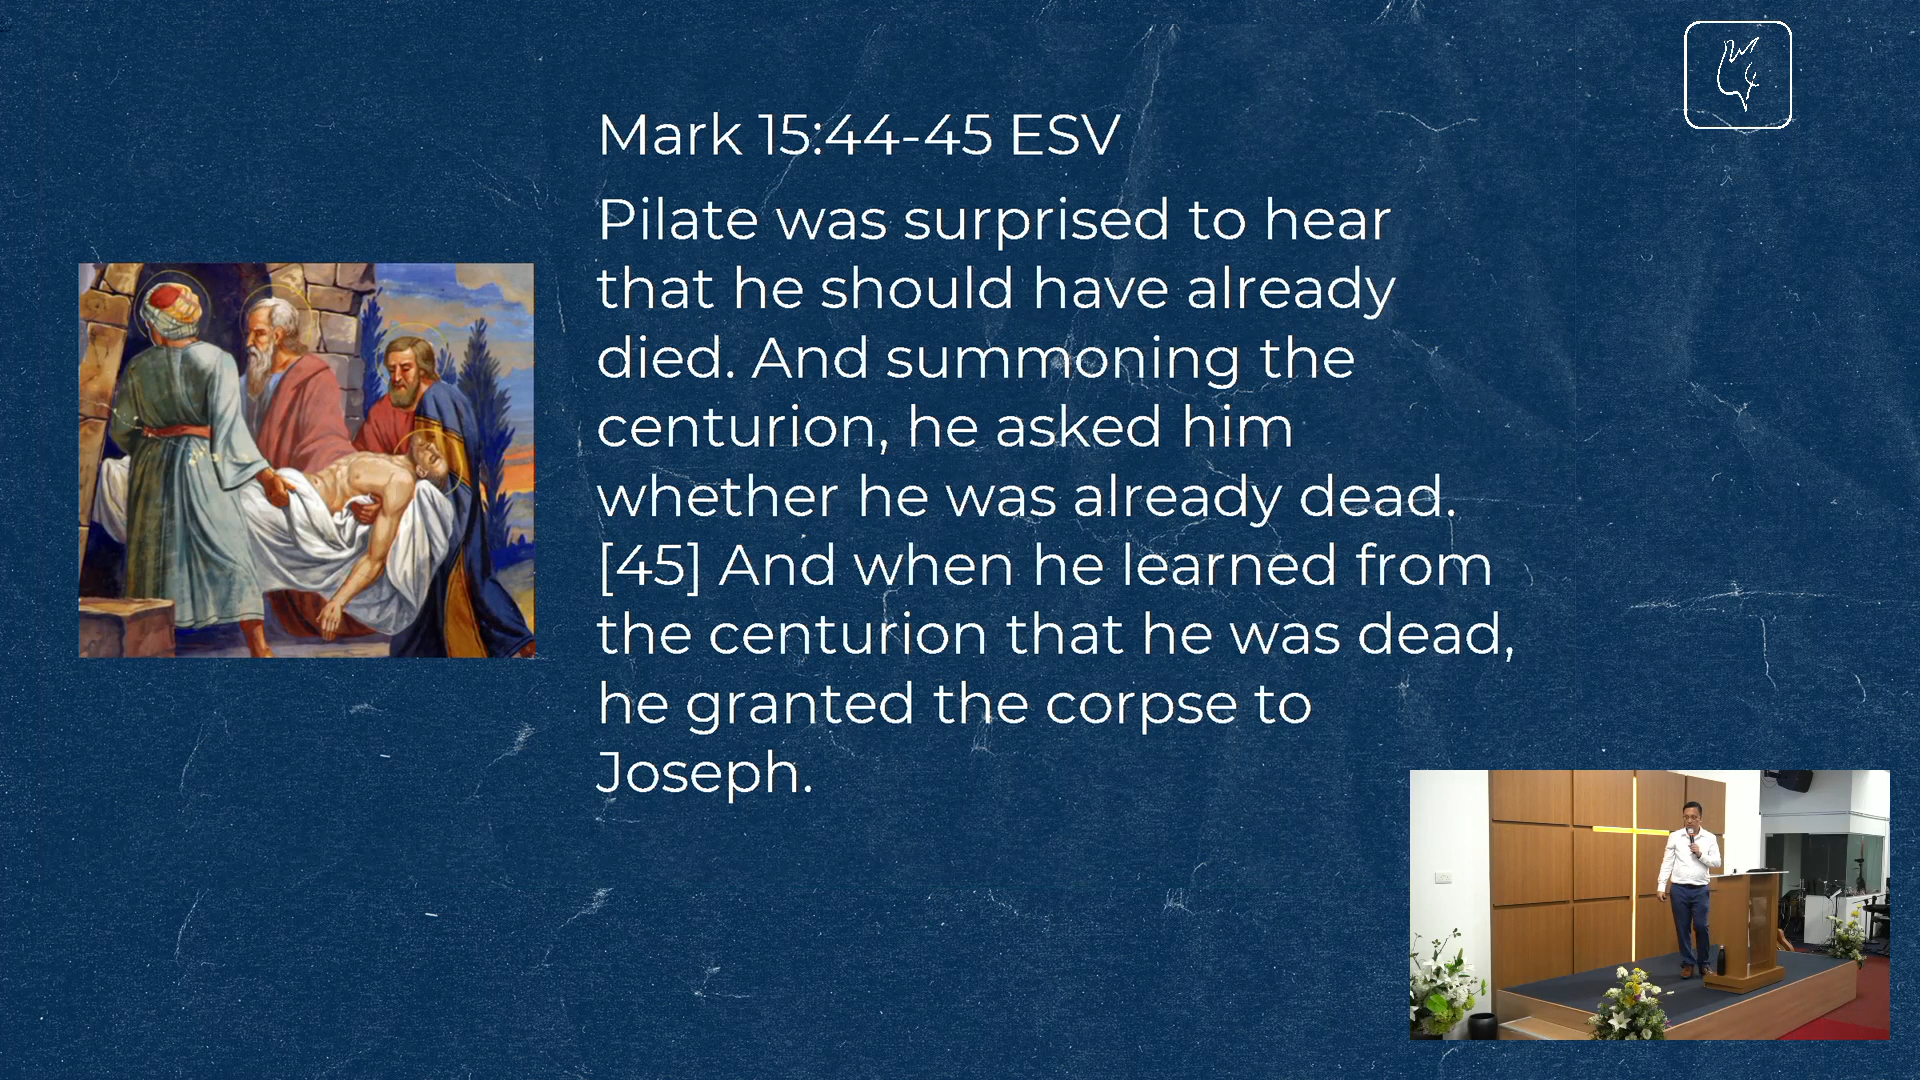 Mark 15:44-45 ESV
Pilate was surprised to hear
that he should have already
died. And summoning the
centurion, he asked him
whether he was already dead.
[45] And when he learned from
the centurion that he was dead,
he granted the corpse to
Joseph.